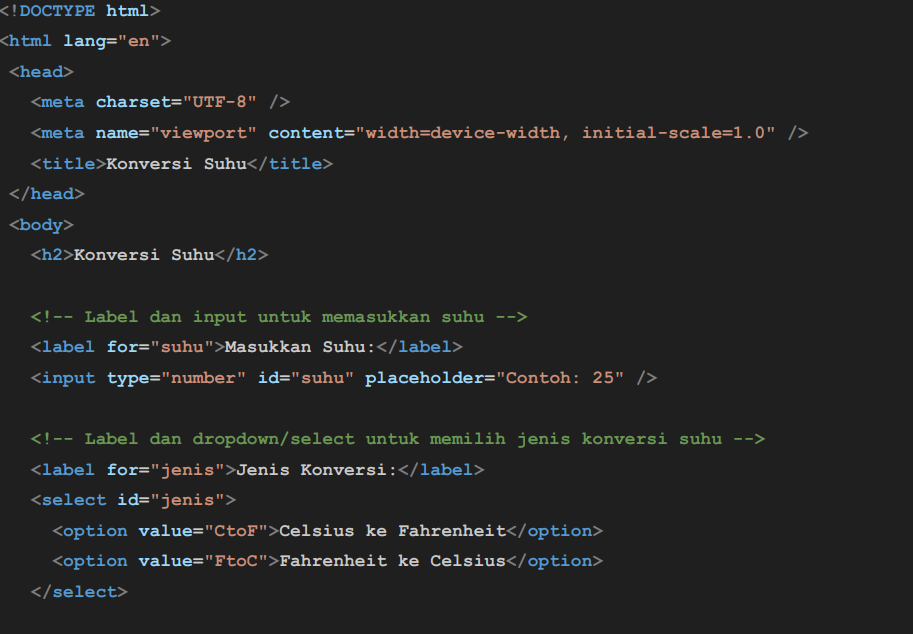 <!DOCTYPE html>
<html lang="en">
<head>
<meta charset="UTF-8" />
<meta name="viewport" content="width=device-width, initial-scale=1.0" />
<title>Konversi Suhu</title>
</head>
<body>
<h2>Konversi Suhu</h2>
<!-- Label dan input untuk memasukkan suhu -->
<label for="suhu">Masukkan Suhu:</label>
<input type="number" id="suhu" placeholder="Contoh: 25" />
<!-- Label dan dropdown/select untuk memilih jenis konversi suhu -->
<label for="jenis">Jenis Konversi:</label>
<select id="jenis">
<option value="CtoF">Celsius ke Fahrenheit</option>
<option value="FtoC">Fahrenheit ke Celsius</option>
</select>